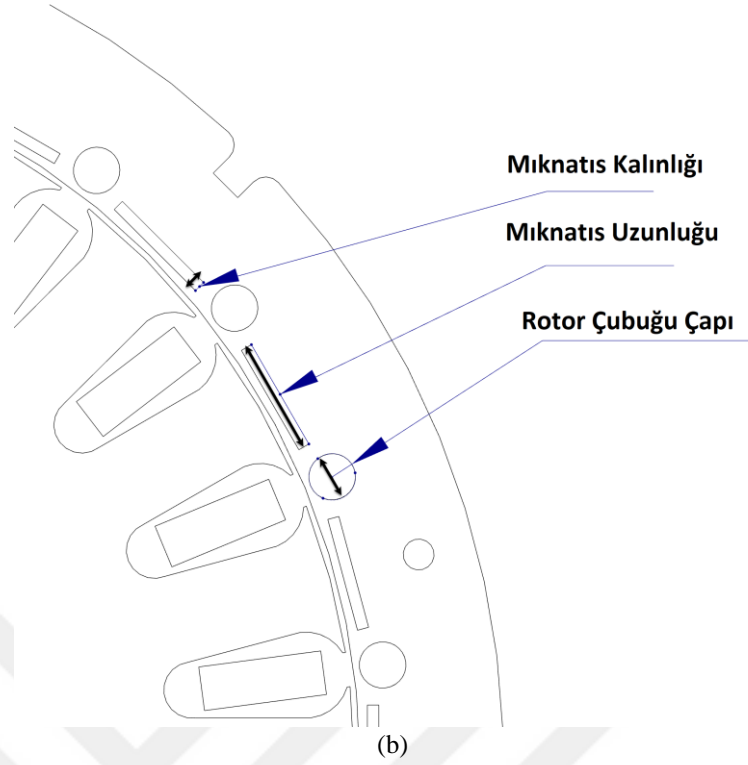 Mıknatıs Kalınlığı
Mıknatıs Uzunluğu
Rotor Çubuğu Çapı
(b)